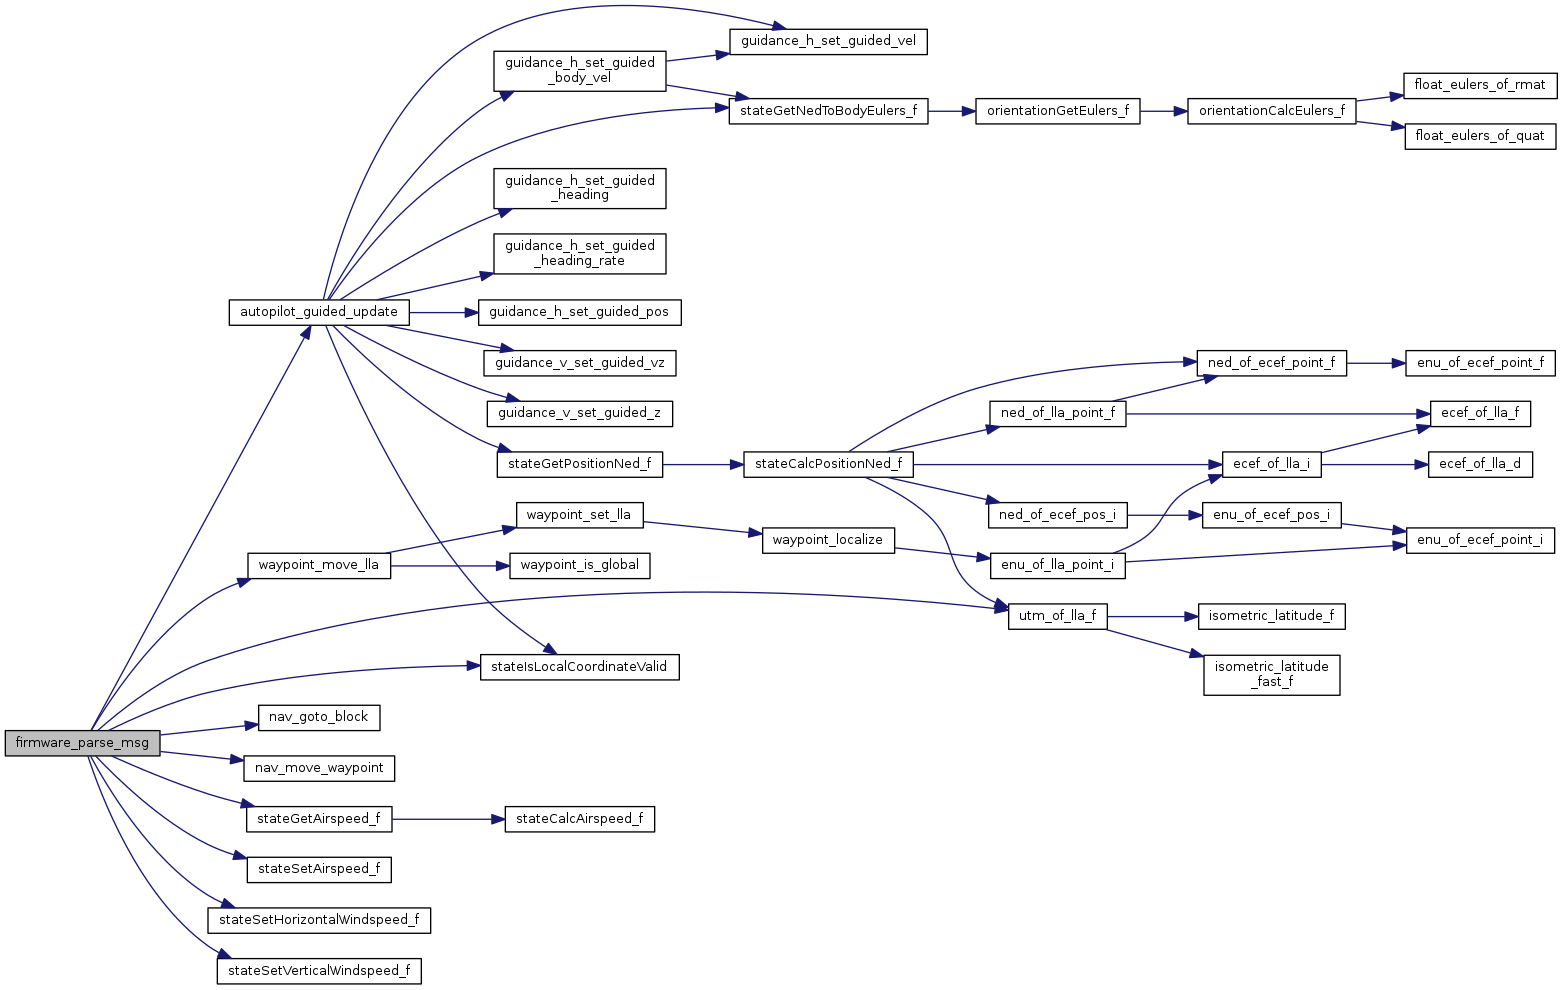 guidance_h_set_guided_vel
guidance_h_set_guided
_body_vel
float_eulers_of_rmat
stateGetNedToBodyEulers_f
orientationGetEulers_f
orientationCalcEulers_f
float_eulers_of_quat
guidance_h_set_guided
_heading
guidance_h_set_guided
_heading_rate
autopilot_guided_update
guidance_h_set_guided_pos
guidance_v_set_guided_vz
ned_of_ecef_point_f
enu_of_ecef_point_f
guidance_v_set_guided_z
ned_of_lla_point_f
ecef_of_lla_f
stateGetPositionNed_f
stateCalcPositionNed_f
ecef_of_lla_i
ecef_of_lla_d
waypoint_set_lla
ned_of_ecef_pos_i
enu_of_ecef_pos_i
waypoint_localize
enu_of_ecef_point_i
waypoint_move_lla
waypoint_is_global
enu_of_lla_point_i
utm_of_lla_f
isometric_latitude_f
stateIsLocalCoordinateValid
isometric_latitude
_fast_f
nav_goto_block
firmware_parse_msg
nav_move_waypoint
stateGetAirspeed_f
stateCalcAirspeed_f
stateSetAirspeed_f
stateSetHorizontalWindspeed_f
stateSetVerticalWindspeed_f